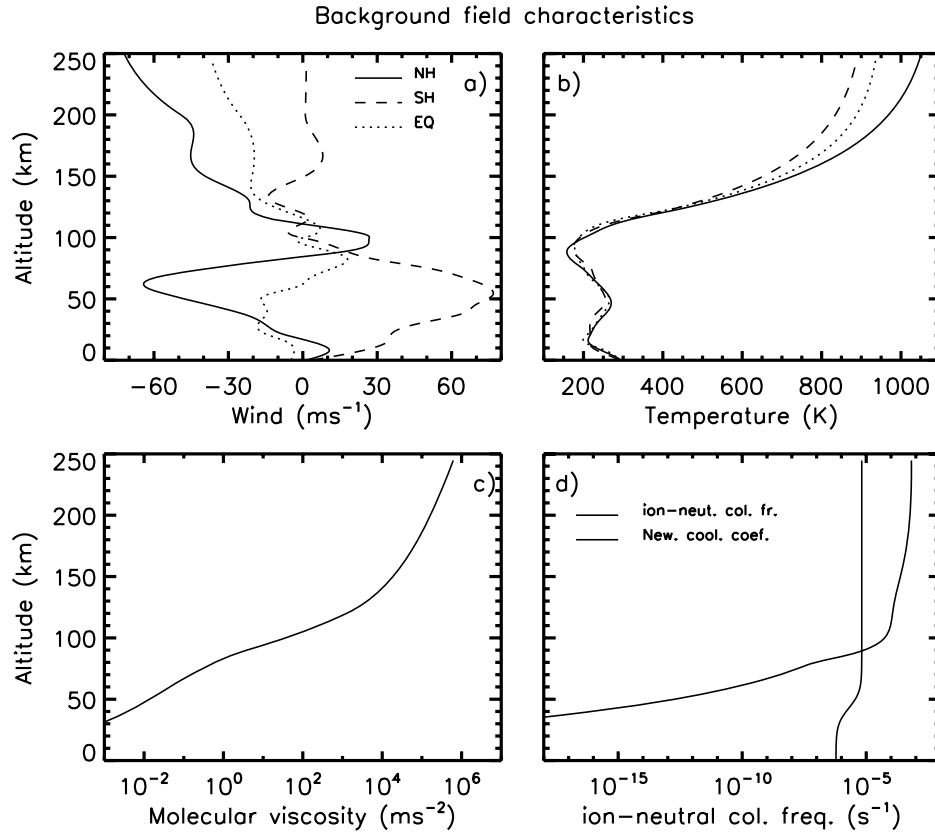 Background field characteristics
a)
NH
SH
EQ
250
200
150
100
50
0
Altitude (km)
−60 −30 0 30 60
Wind (ms⁻¹)
b)
200 400 600 800 1000
Temperature (K)
c)
250
200
150
100
50
0
Altitude (km)
10⁻² 10⁰ 10² 10⁴ 10⁶
Molecular viscosity (ms⁻²)
d)
ion−neut. col. fr.
New. cool. coef.
10⁻¹⁵ 10⁻¹⁰ 10⁻⁵
ion−neutral col. freq. (s⁻¹)